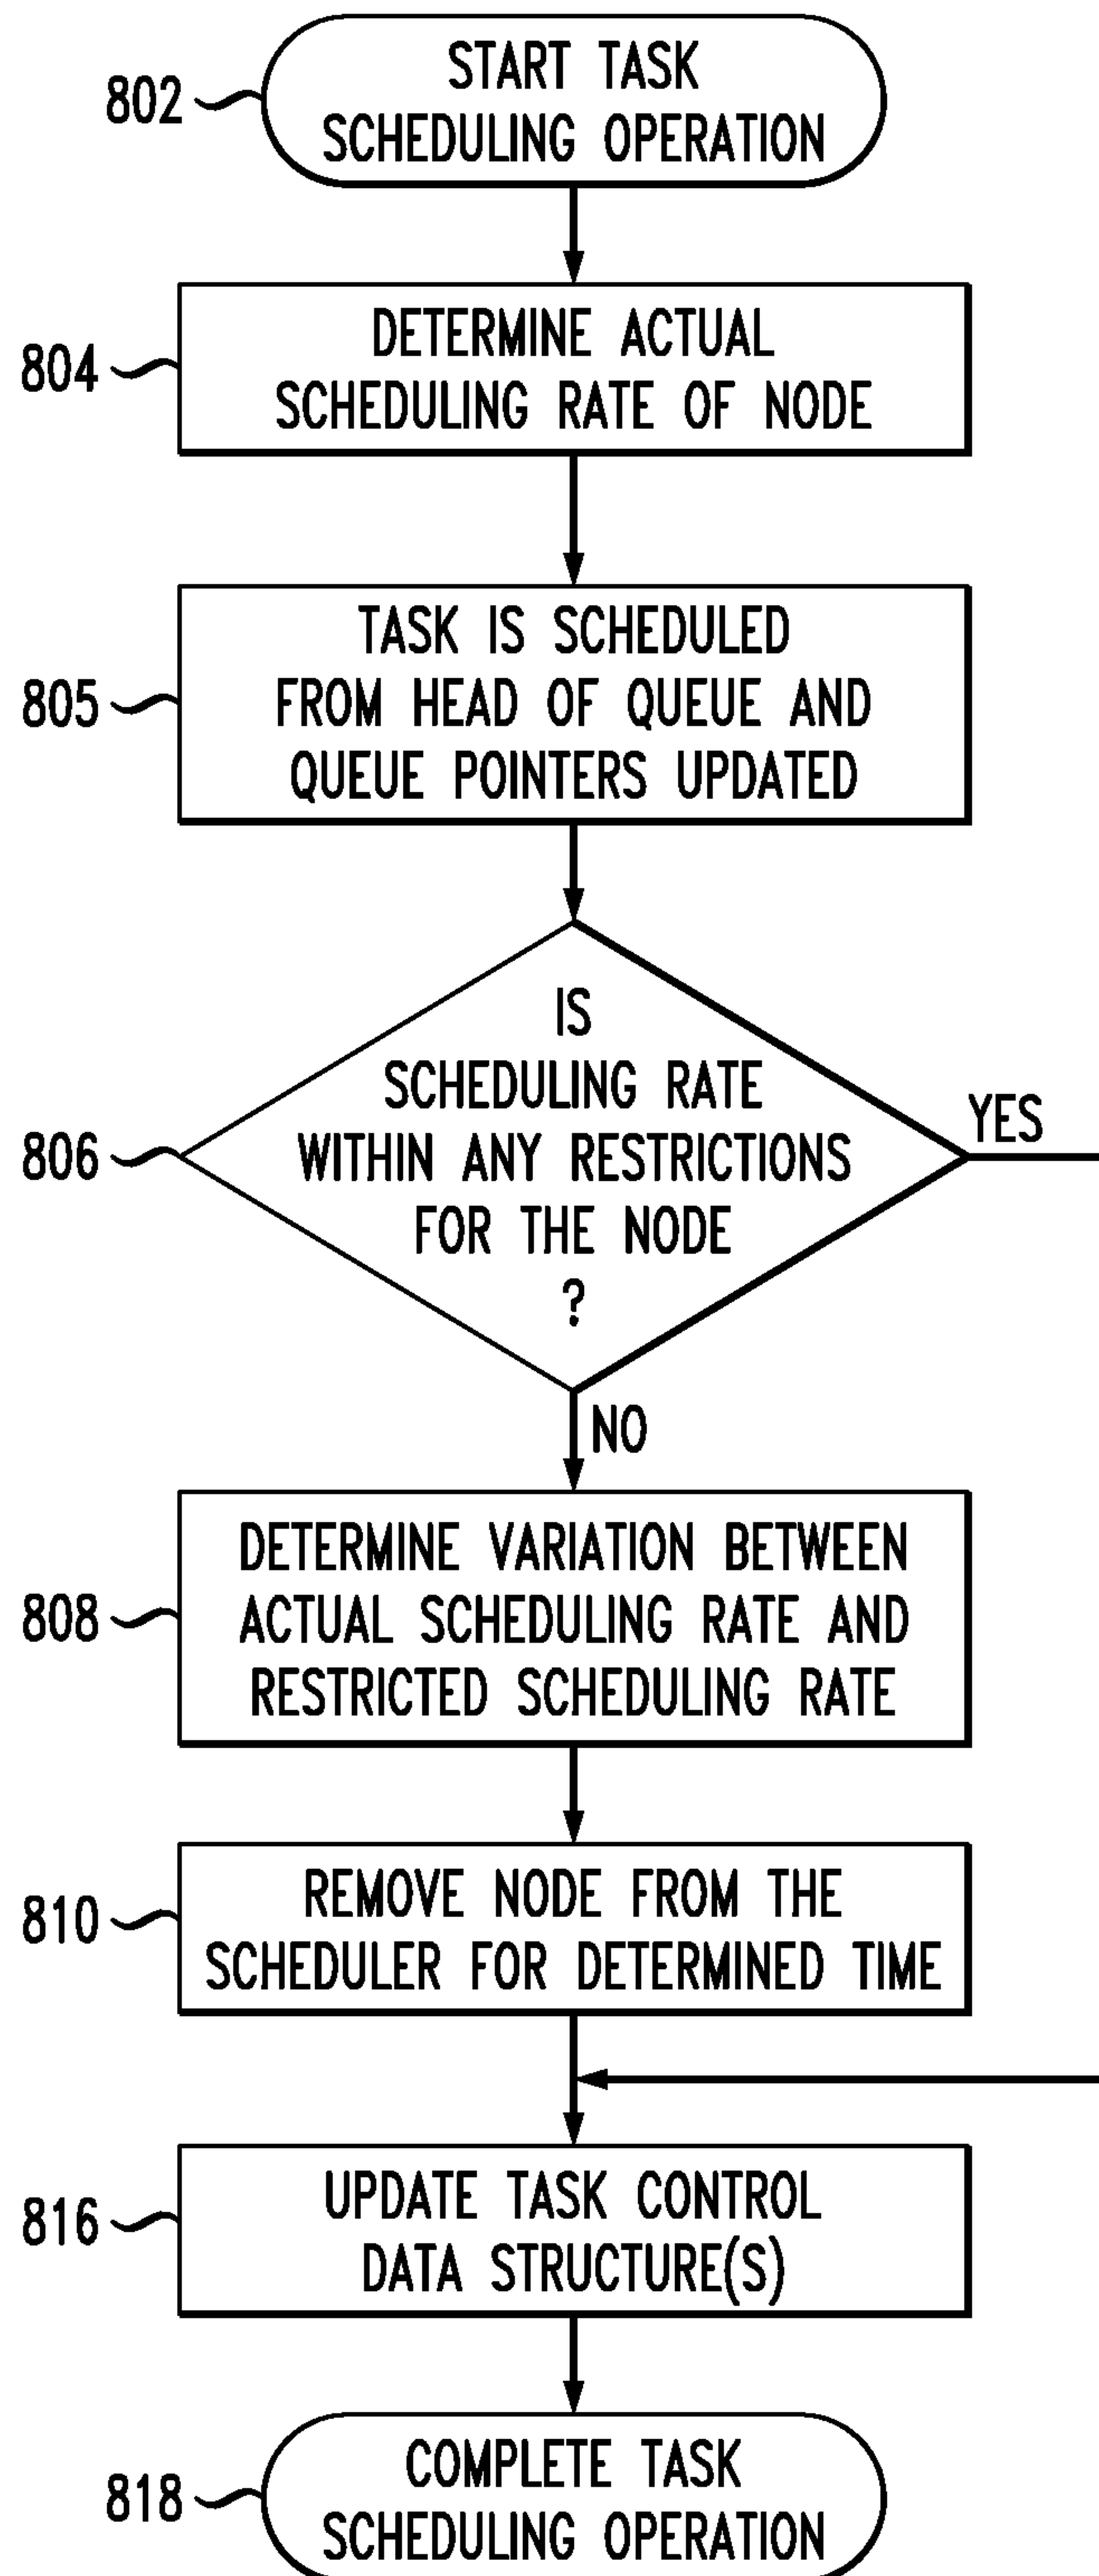 802
START TASK
SCHEDULING OPERATION
804
DETERMINE ACTUAL
SCHEDULING RATE OF NODE
805
TASK IS SCHEDULED
FROM HEAD OF QUEUE AND
QUEUE POINTERS UPDATED
806
IS
SCHEDULING RATE
WITHIN ANY RESTRICTIONS
FOR THE NODE
?
YES
NO
808
DETERMINE VARIATION BETWEEN
ACTUAL SCHEDULING RATE AND
RESTRICTED SCHEDULING RATE
810
REMOVE NODE FROM THE
SCHEDULER FOR DETERMINED TIME
816
UPDATE TASK CONTROL
DATA STRUCTURE(S)
818
COMPLETE TASK
SCHEDULING OPERATION